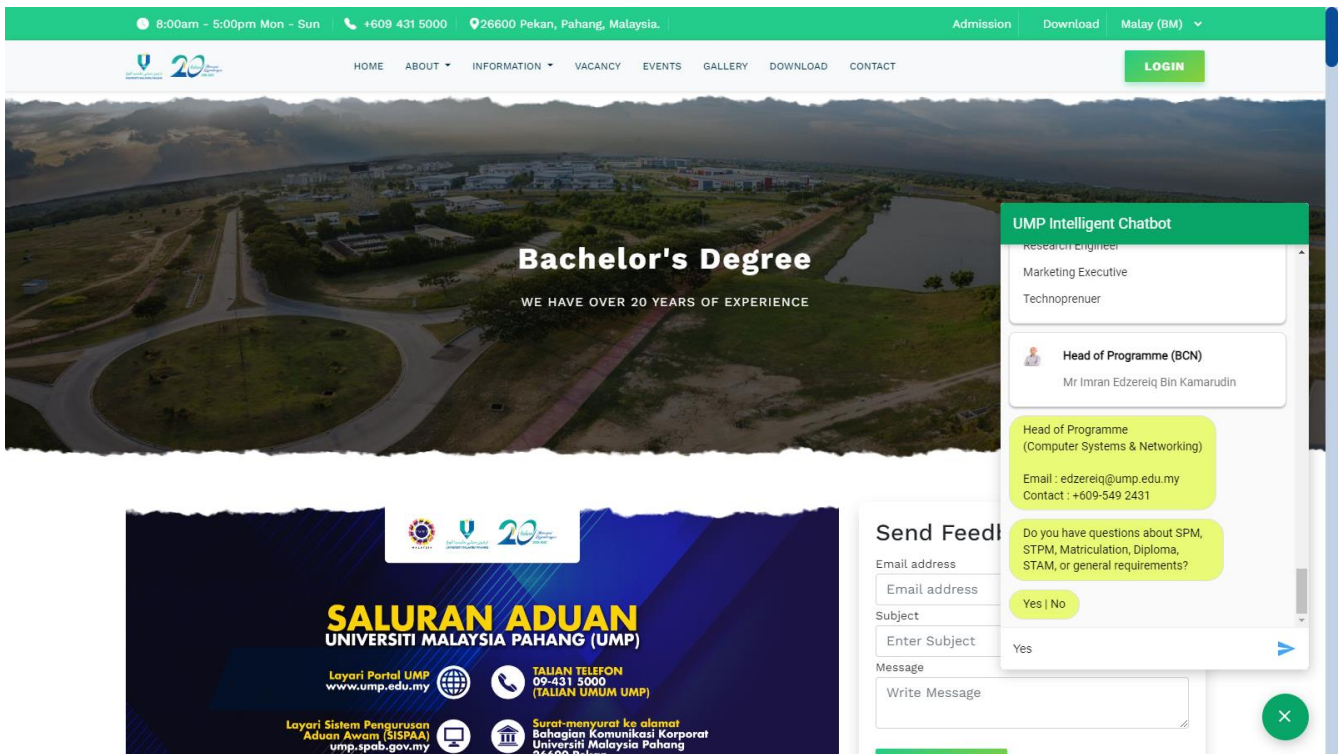 8:00am - 5:00pm Mon - Sun
+609 431 5000
26600 Pekan, Pahang, Malaysia.
Admission
Download
Malay (BM)
20
HOME
ABOUT
INFORMATION
VACANCY
EVENTS
GALLERY
DOWNLOAD
CONTACT
LOGIN
Bachelor's Degree
WE HAVE OVER 20 YEARS OF EXPERIENCE
UMP Intelligent Chatbot
Research Engineer
Marketing Executive
Technoprenuer
Head of Programme (BCN)
Mr Imran Edzereiq Bin Kamarudin
Head of Programme
(Computer Systems & Networking)
Email : edzereiq@ump.edu.my
Contact : +609-549 2431
Do you have questions about SPM,
STPM, Matriculation, Diploma,
STAM, or general requirements?
Yes | No
Yes
20
SALURAN ADUAN
UNIVERSITI MALAYSIA PAHANG (UMP)
Layari Portal UMP
www.ump.edu.my
TALIAN TELEFON
09-431 5000
(TALIAN UMUM UMP)
Layari Sistem Pengurusan
Aduan Awam (SISPAA)
ump.spab.gov.my
Surat-menyurat ke alamat
Bahagian Komunikasi Korporat
Universiti Malaysia Pahang
26600 Pekan
Send Feedb
Email address
Email address
Subject
Enter Subject
Message
Write Message